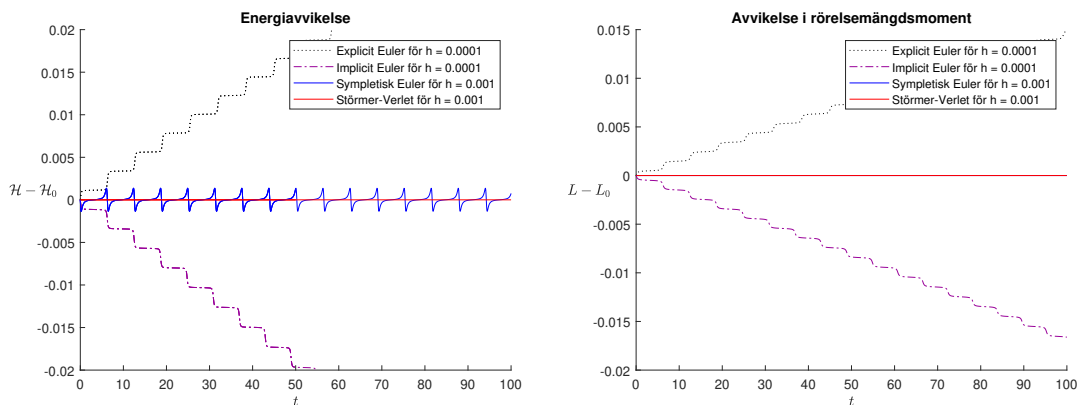 Energiavvikelse
0.02
0.015
0.01
0.005
0
-0.005
-0.01
-0.015
-0.02
ℋ − ℋ₀
Explicit Euler för h = 0.0001
Implicit Euler för h = 0.0001
Sympletisk Euler för h = 0.001
Störmer-Verlet för h = 0.001
0 10 20 30 40 50 60 70 80 90 100
t
Avvikelse i rörelsemängdsmoment
0.015
0.01
0.005
0
-0.005
-0.01
-0.015
-0.02
L − L₀
Explicit Euler för h = 0.0001
Implicit Euler för h = 0.0001
Sympletisk Euler för h = 0.001
Störmer-Verlet för h = 0.001
0 10 20 30 40 50 60 70 80 90 100
t